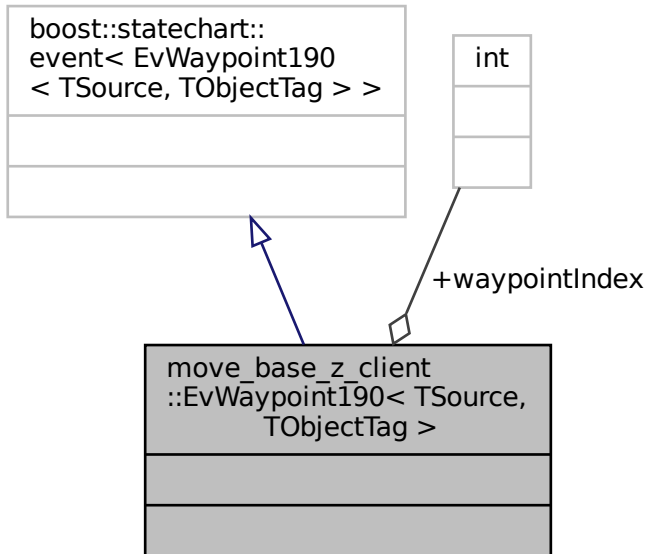 boost::statechart::
event< EvWaypoint190
< TSource, TObjectTag > >
int
+waypointIndex
move_base_z_client
::EvWaypoint190< TSource,
TObjectTag >